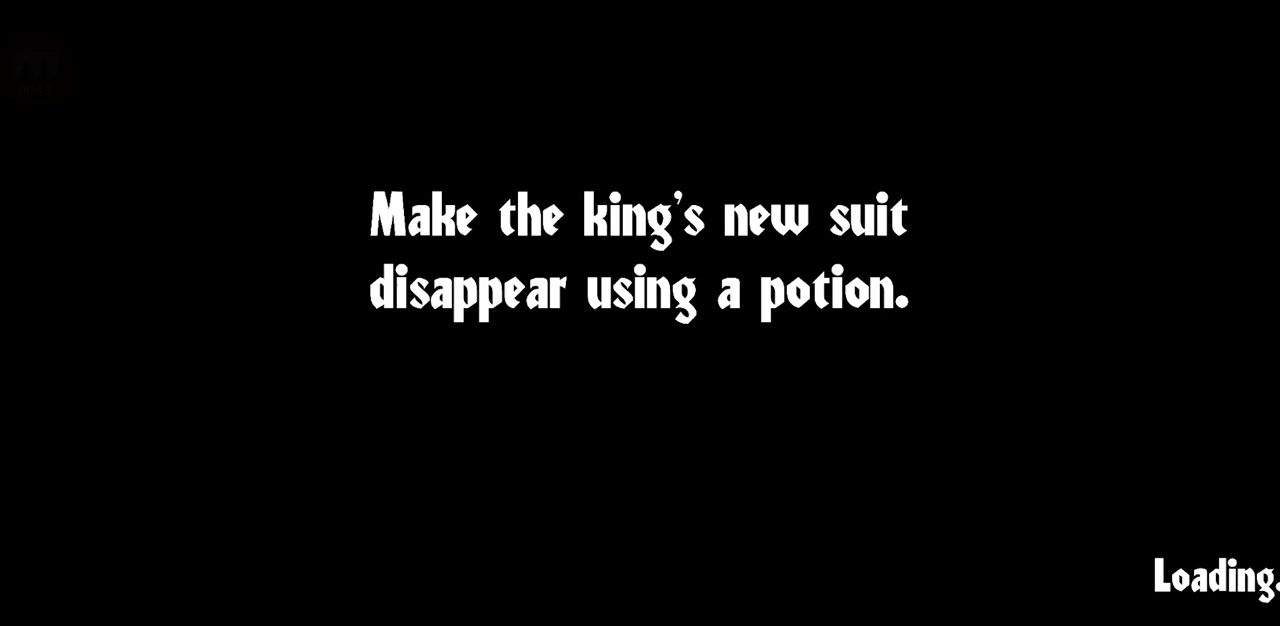 Make the king's new suit
disappear using a potion.
Loading.